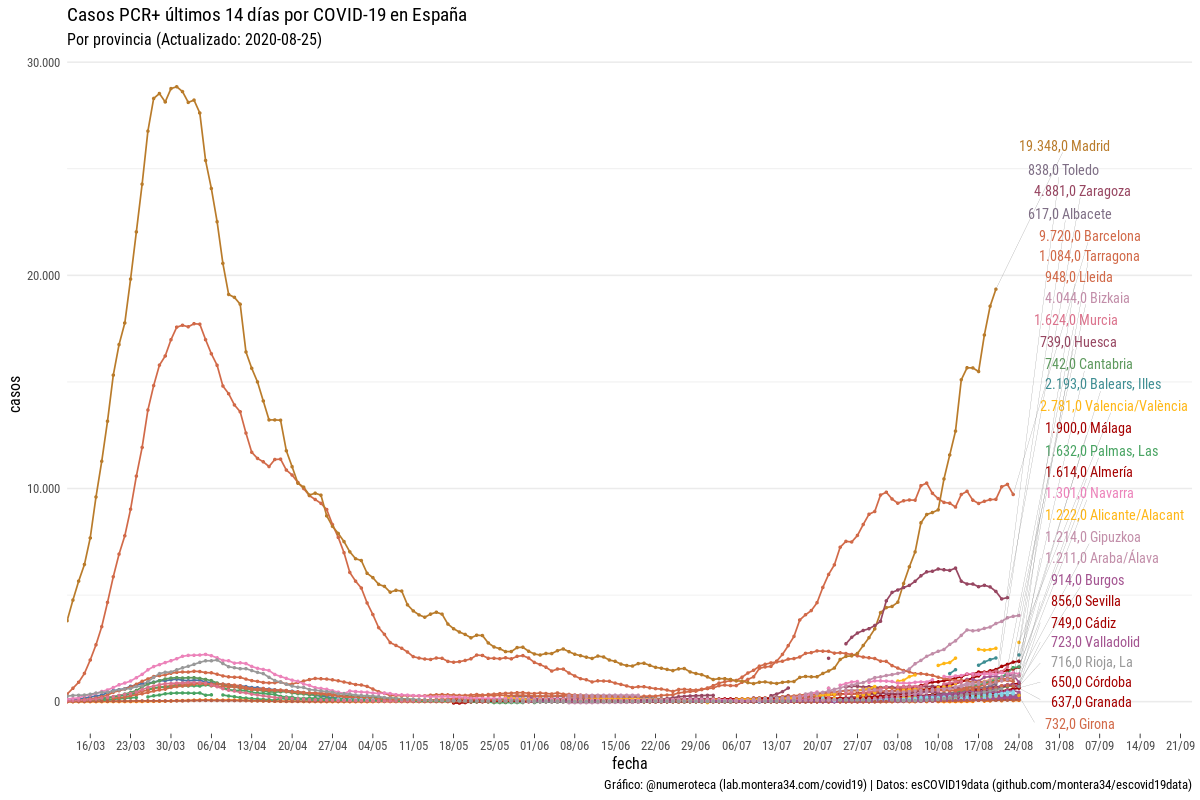 Casos PCR+ últimos 14 días por COVID-19 en España
Por provincia (Actualizado: 2020-08-25)
30.000
20.000
10.000
0
casos
19.348,0 Madrid
838,0 Toledo
4.881,0 Zaragoza
617,0 Albacete
9.720,0 Barcelona
1.084,0 Tarragona
948,0 Lleida
4.044,0 Bizkaia
1.624,0 Murcia
739,0 Huesca
742,0 Cantabria
2.193,0 Balears, Illes
2.781,0 Valencia/València
1.900,0 Málaga
1.632,0 Palmas, Las
1.614,0 Almería
1.301,0 Navarra
1.222,0 Alicante/Alacant
1.214,0 Gipuzkoa
1.211,0 Araba/Álava
914,0 Burgos
856,0 Sevilla
749,0 Cádiz
723,0 Valladolid
716,0 Rioja, La
650,0 Córdoba
637,0 Granada
732,0 Girona
16/03 23/03 30/03 06/04 13/04 20/04 27/04 04/05 11/05 18/05 25/05 01/06 08/06 15/06 22/06 29/06 06/07 13/07 20/07 27/07 03/08 10/08 17/08 24/08 31/08 07/09 14/09 21/09
fecha
Gráfico: @numeroteca (lab.montera34.com/covid19) | Datos: esCOVID19data (github.com/montera34/escovid19data)